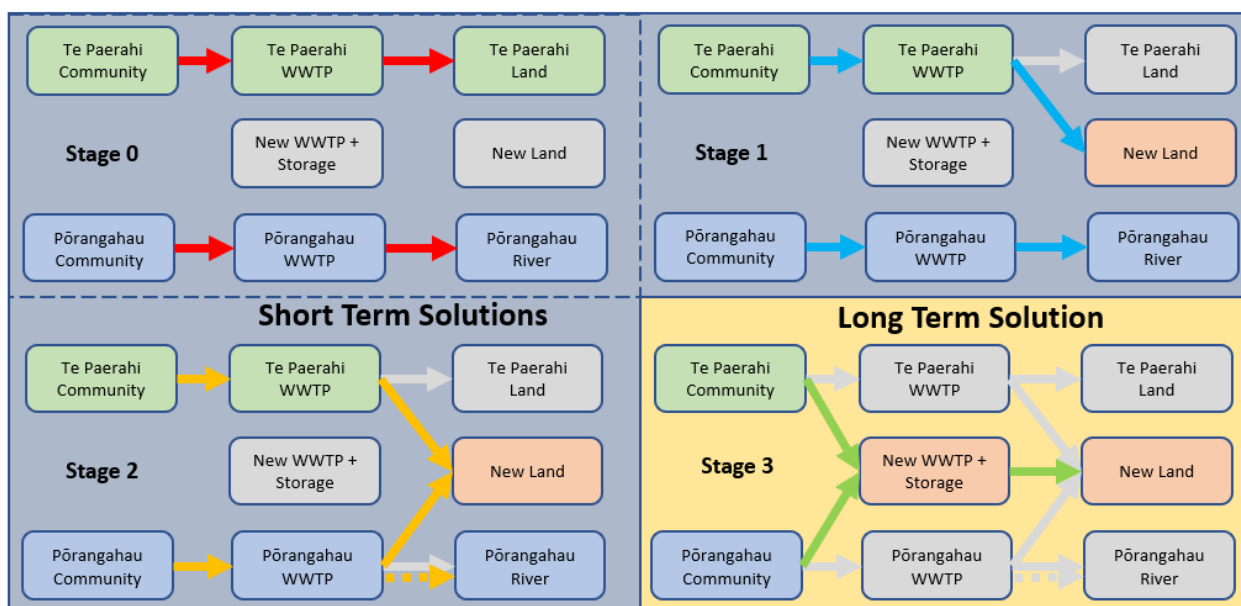 Te Paerahi
Community
Te Paerahi
WWTP
Te Paerahi
Land
Stage 0
New WWTP +
Storage
New Land
Pōrangahau
Community
Pōrangahau
WWTP
Pōrangahau
River
Te Paerahi
Community
Te Paerahi
WWTP
Te Paerahi
Land
Stage 1
New WWTP +
Storage
New Land
Pōrangahau
Community
Pōrangahau
WWTP
Pōrangahau
River
Short Term Solutions
Te Paerahi
Community
Te Paerahi
WWTP
Te Paerahi
Land
Stage 2
New WWTP +
Storage
New Land
Pōrangahau
Community
Pōrangahau
WWTP
Pōrangahau
River
Long Term Solution
Te Paerahi
Community
Te Paerahi
WWTP
Te Paerahi
Land
Stage 3
New WWTP +
Storage
New Land
Pōrangahau
Community
Pōrangahau
WWTP
Pōrangahau
River